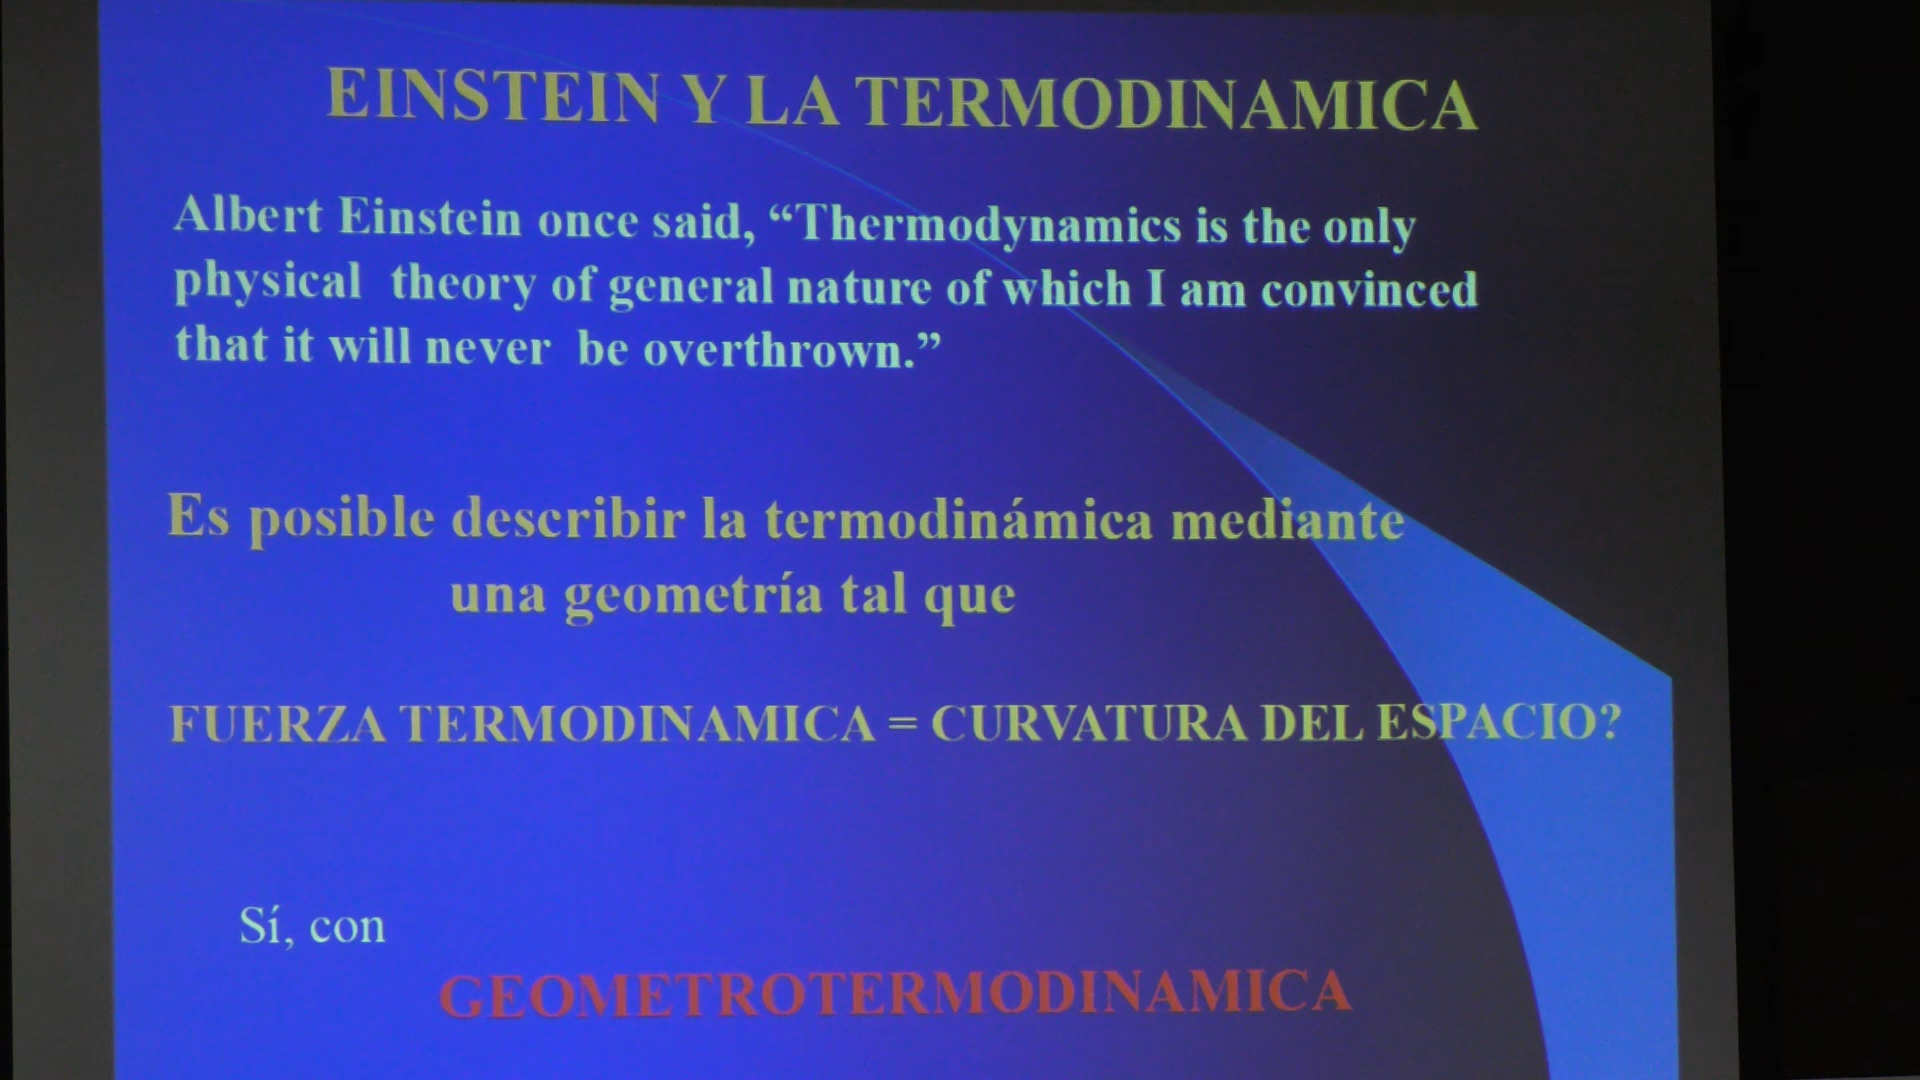 EINSTEIN Y LA TERMODINAMICA
Albert Einstein once said, “Thermodynamics is the only
physical theory of general nature of which I am convinced
that it will never be overthrown.”
Es posible describir la termodinámica mediante
una geometría tal que
FUERZA TERMODINAMICA = CURVATURA DEL ESPACIO?
Sí, con
GEOMETROTERMODINAMICA